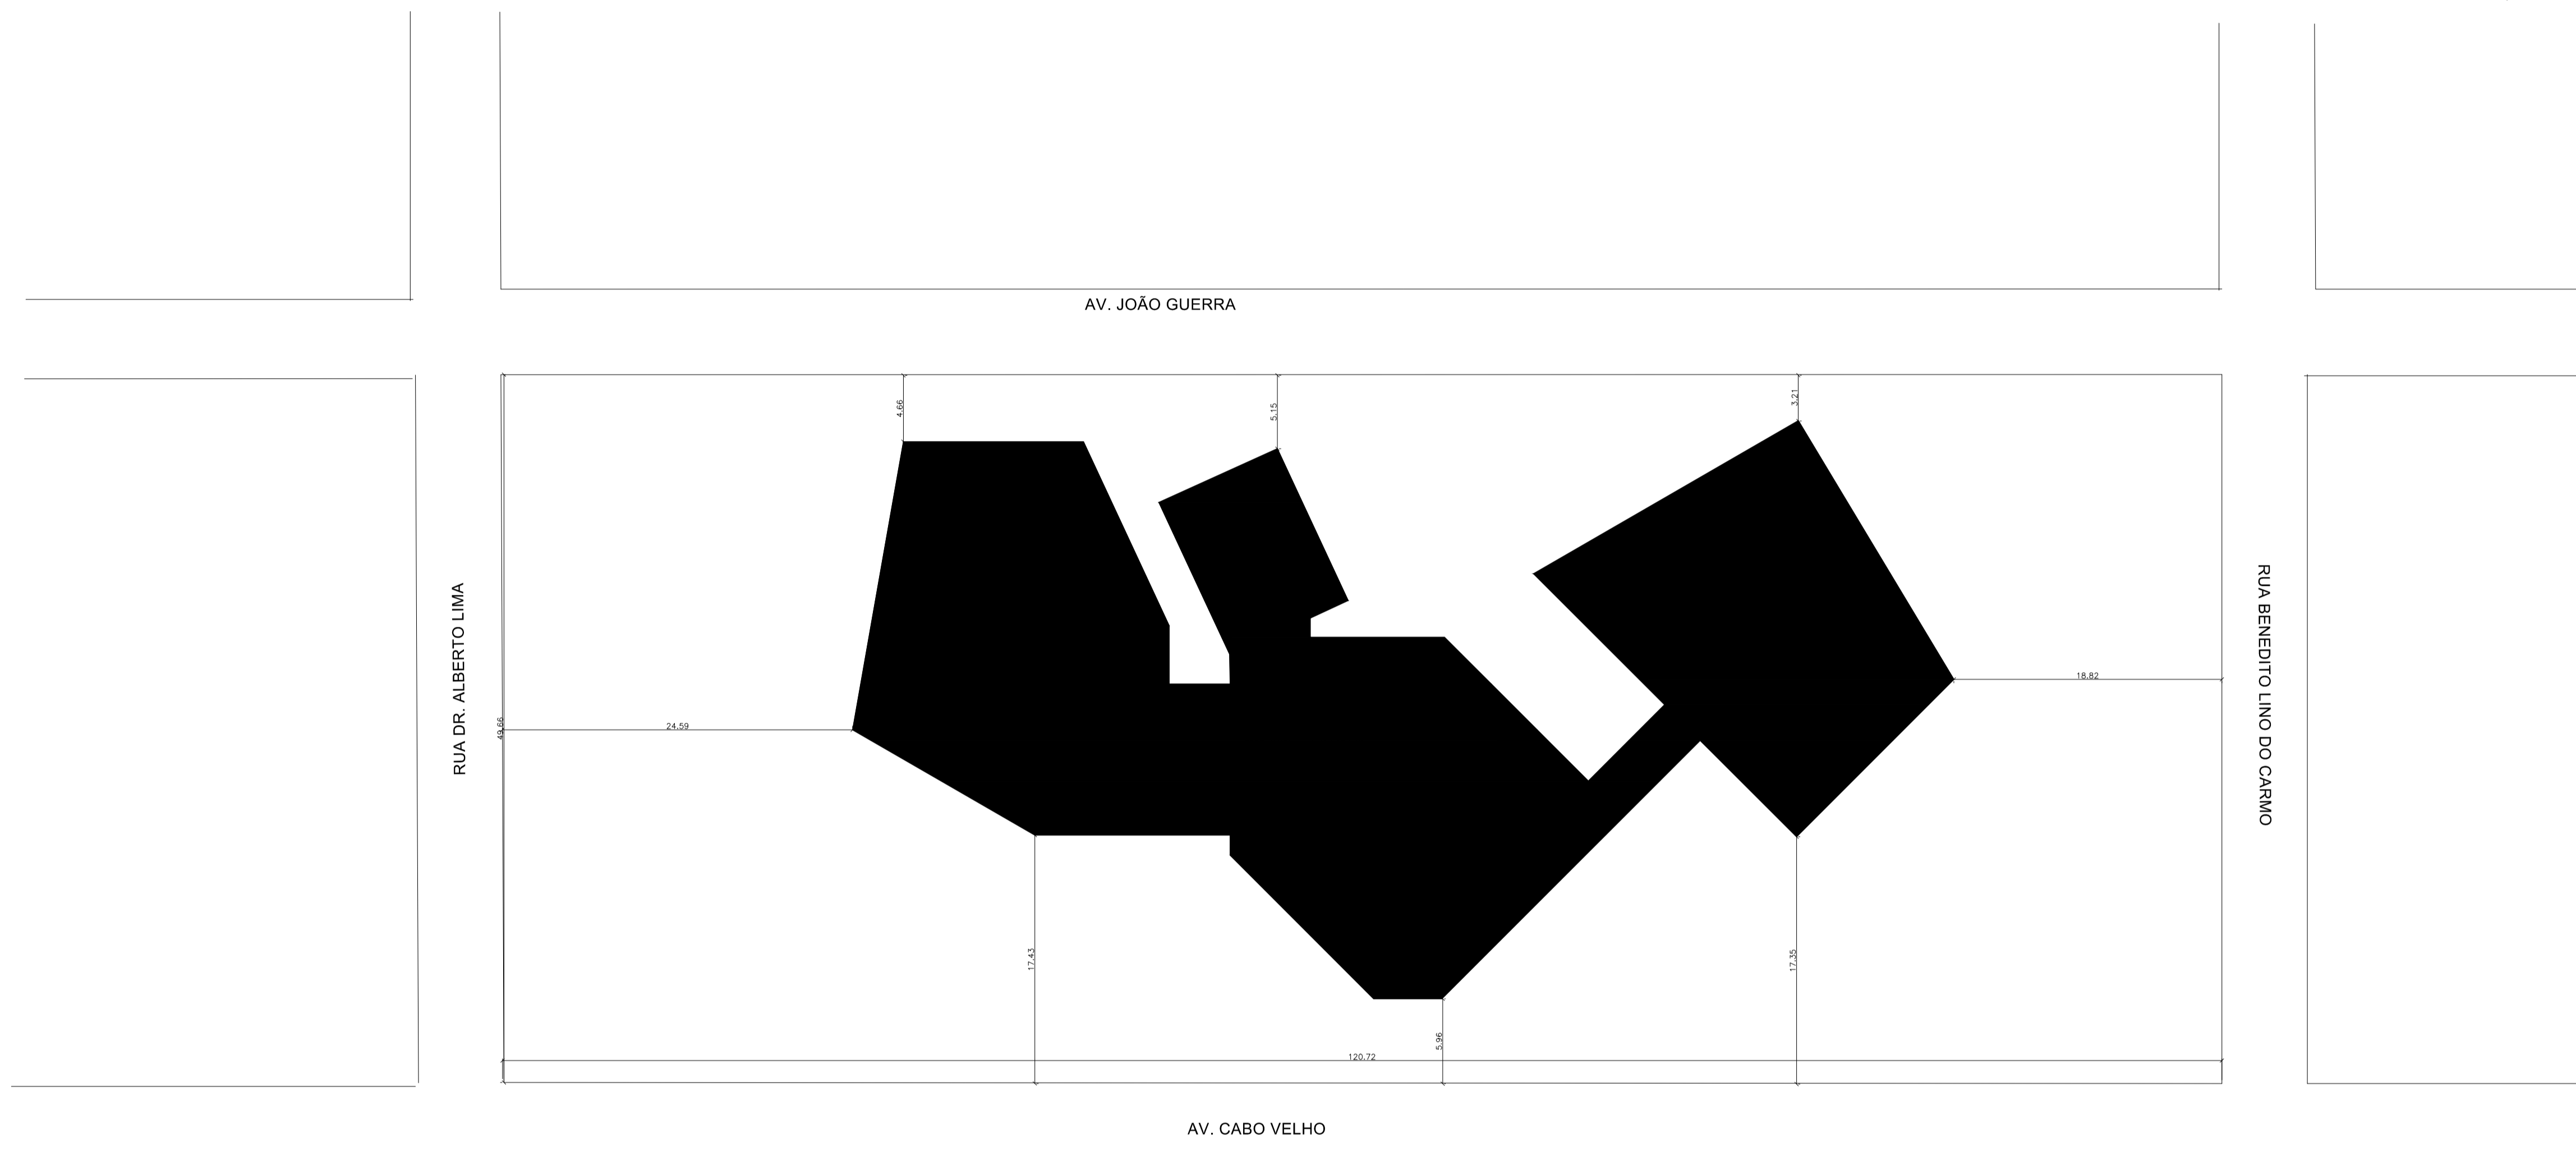 AV. JOÃO GUERRA
4.66
5.15
3.21
RUA DR. ALBERTO LIMA
RUA BENEDITO LINO DO CARMO
49.66
24.59
18.82
17.43
17.35
5.96
120.72
AV. CABO VELHO